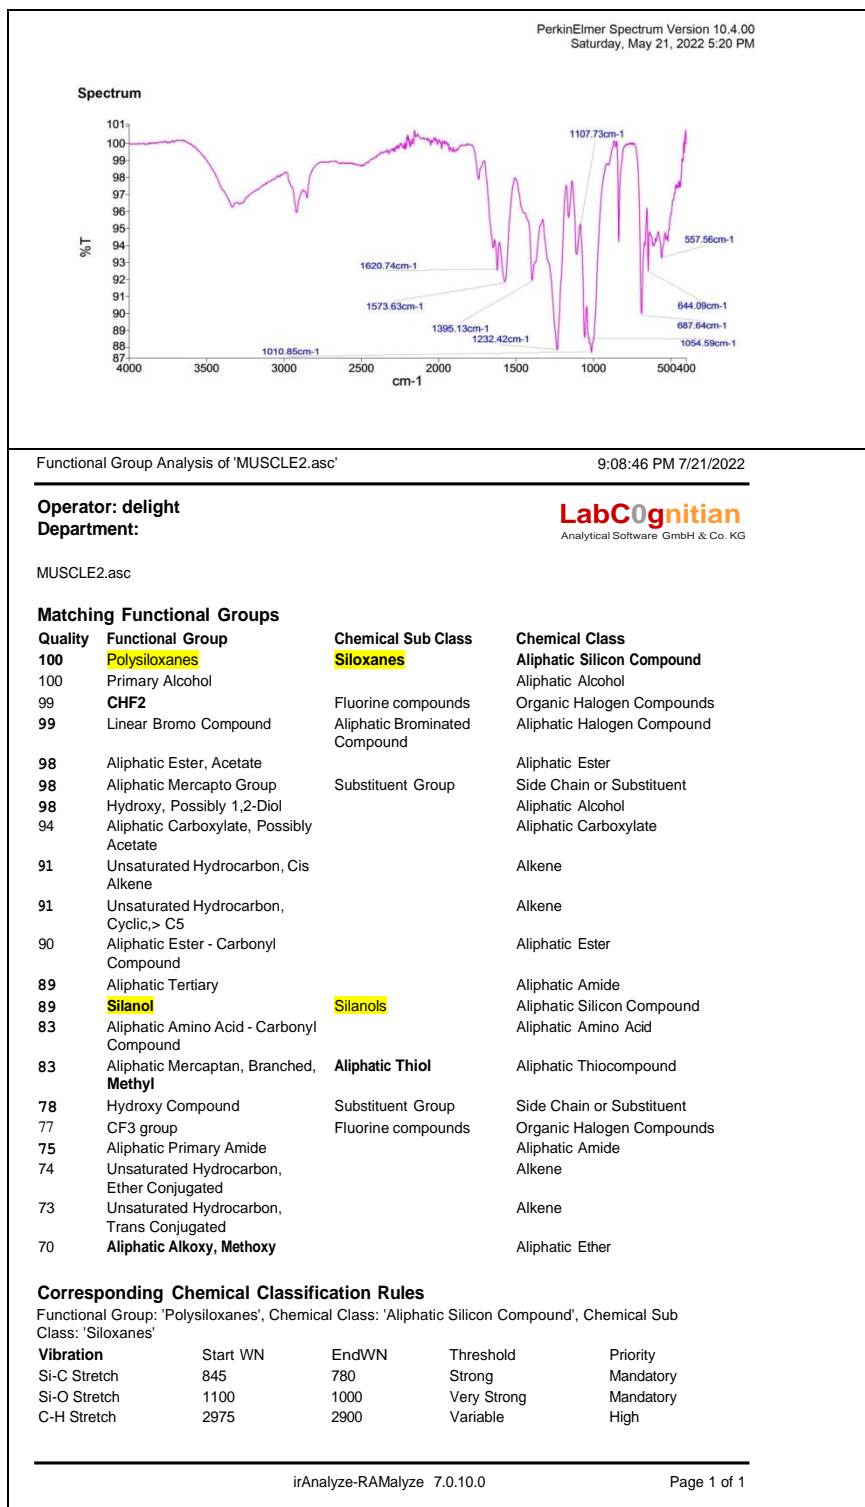 PerkinElmer Spectrum Version 10.4.00
Saturday, May 21, 2022 5:20 PM
Spectrum
101
100
99
98
97
96
95
94
93
92
91
90
89
88
87
%T
1107.73cm-1
557.56cm-1
1620.74cm-1
644.09cm-1
1573.63cm-1
1395.13cm-1
687.64cm-1
1232.42cm-1
1054.59cm-1
1010.85cm-1
4000 3500 3000 2500 2000 1500 1000 500400
cm-1
Functional Group Analysis of 'MUSCLE2.asc' 9:08:46 PM 7/21/2022
Operator: delight
Department:
LabC0gnitian
Analytical Software GmbH & Co. KG
MUSCLE2.asc
Matching Functional Groups
Quality Functional Group Chemical Sub Class Chemical Class
100 Polysiloxanes Siloxanes Aliphatic Silicon Compound
100 Primary Alcohol Aliphatic Alcohol
99 CHF2 Fluorine compounds Organic Halogen Compounds
99 Linear Bromo Compound Aliphatic Brominated Aliphatic Halogen Compound
Compound
98 Aliphatic Ester, Acetate Aliphatic Ester
98 Aliphatic Mercapto Group Substituent Group Side Chain or Substituent
98 Hydroxy, Possibly 1,2-Diol Aliphatic Alcohol
94 Aliphatic Carboxylate, Possibly Aliphatic Carboxylate
Acetate
91 Unsaturated Hydrocarbon, Cis Alkene
Alkene
91 Unsaturated Hydrocarbon, Alkene
Cyclic,> C5
90 Aliphatic Ester - Carbonyl Aliphatic Ester
Compound
89 Aliphatic Tertiary Aliphatic Amide
89 Silanol Silanols Aliphatic Silicon Compound
83 Aliphatic Amino Acid - Carbonyl Aliphatic Amino Acid
Compound
83 Aliphatic Mercaptan, Branched, Aliphatic Thiol Aliphatic Thiocompound
Methyl
78 Hydroxy Compound Substituent Group Side Chain or Substituent
77 CF3 group Fluorine compounds Organic Halogen Compounds
75 Aliphatic Primary Amide Aliphatic Amide
74 Unsaturated Hydrocarbon, Alkene
Ether Conjugated
73 Unsaturated Hydrocarbon, Alkene
Trans Conjugated
70 Aliphatic Alkoxy, Methoxy Aliphatic Ether
Corresponding Chemical Classification Rules
Functional Group: 'Polysiloxanes', Chemical Class: 'Aliphatic Silicon Compound', Chemical Sub
Class: 'Siloxanes'
Vibration Start WN EndWN Threshold Priority
Si-C Stretch 845 780 Strong Mandatory
Si-O Stretch 1100 1000 Very Strong Mandatory
C-H Stretch 2975 2900 Variable High
irAnalyze-RAMalyze 7.0.10.0 Page 1 of 1